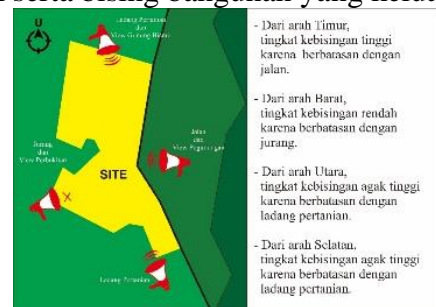 serta bising bangunan yang
U
Ladang Pertanian
dan
View Gunung Hidau
Jurang
dan
View Perbukitan
Jalan
dan
View Pegunungan
SITE
Ladang Pertanian
- Dari arah Timur,
tingkat kebisingan tinggi
karena berbatasan dengan
jalan.
- Dari arah Barat,
tingkat kebisingan rendah
karena berbatasan dengan
jurang.
- Dari arah Utara,
tingkat kebisingan agak tinggi
karena berbatasan dengan
ladang pertanian.
- Dari arah Selatan,
tingkat kebisingan agak tinggi
karena berbatasan dengan
ladang pertanian.